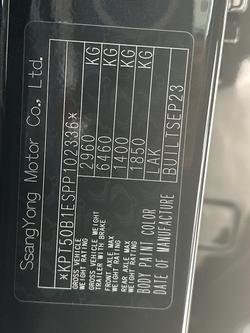 SsangYong Motor Co., Ltd.
*KPT50B1ESPP102336*
GROSS VEHICLE WEIGHT RATING 2960 KG
GROSS VEHICLE WEIGHT TRAILER WITH BRAKE 6460 KG
FRONT AXLE MAX WEIGHT RATING 1400 KG
REAR AXLE MAX WEIGHT RATING 1850 KG
BODY PAINT COLOR LAK
DATE OF MANUFACTURE BUILTSEP23